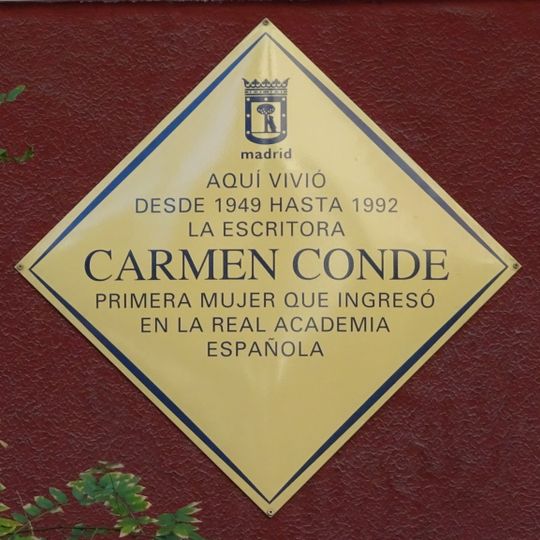 madrid
AQUÍ VIVIÓ
DESDE 1949 HASTA 1992
LA ESCRITORA
CARMEN CONDE
PRIMERA MUJER QUE INGRESÓ
EN LA REAL ACADEMIA
ESPAÑOLA